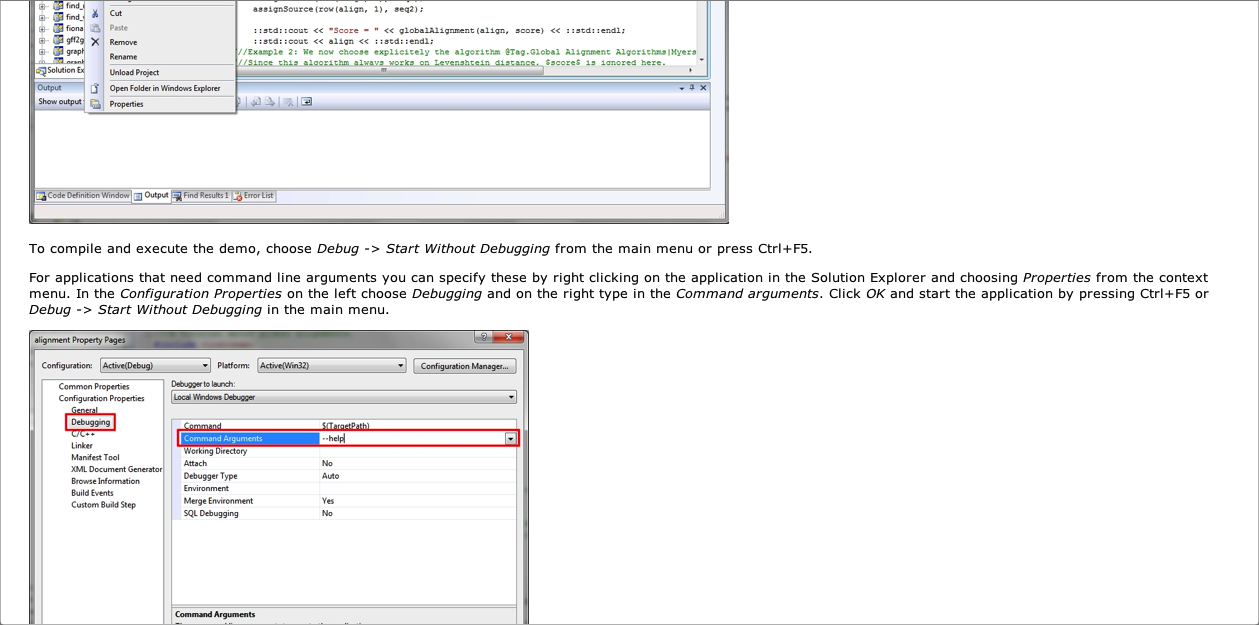 assignSource(row(align, 1), seq2);
find_
Cut
find_
Paste
fiona
::std::cout << "Score = " << globalAlignment(align, score) << ::std::endl;
gff2g
Remove
::std::cout << align << ::std::endl;
graph
Rename
//Example 2: We now choose explicitely the algorithm @Tag.Global Alignment Algorithms|Myers
//Since this algorithm always works on Levenshtein distance, $score$ is ignored here.
Solution Ex
Unload Project
Output
Open Folder in Windows Explorer
Show output
Properties
Code Definition Window Output Find Results 1 Error List
To compile and execute the demo, choose Debug -> Start Without Debugging from the main menu or press Ctrl+F5.
For applications that need command line arguments you can specify these by right clicking on the application in the Solution Explorer and choosing Properties from the context
menu. In the Configuration Properties on the left choose Debugging and on the right type in the Command arguments. Click OK and start the application by pressing Ctrl+F5 or
Debug -> Start Without Debugging in the main menu.
alignment Property Pages
Configuration: Active(Debug) Platform: Active(Win32) Configuration Manager...
Common Properties
Configuration Properties
General
Debugging
C/C++
Linker
Manifest Tool
XML Document Generator
Browse Information
Build Events
Custom Build Step
Debugger to launch:
Local Windows Debugger
Command $(TargetPath)
Command Arguments --help
Working Directory
Attach No
Debugger Type Auto
Environment
Merge Environment Yes
SQL Debugging No
Command Arguments